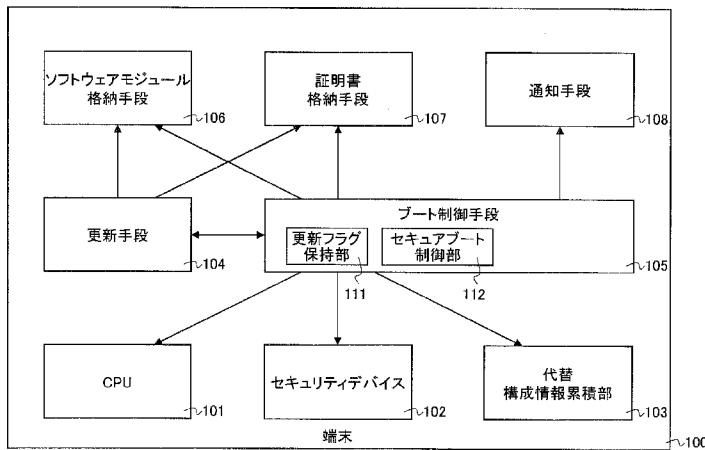 ソフトウェアモジュール
格納手段
106
証明書
格納手段
107
通知手段
108
更新手段
104
ブート制御手段
更新フラグ
保持部
111
セキュアブート
制御部
112
105
CPU
101
セキュリティデバイス
102
代替
構成情報累積部
103
端末
100